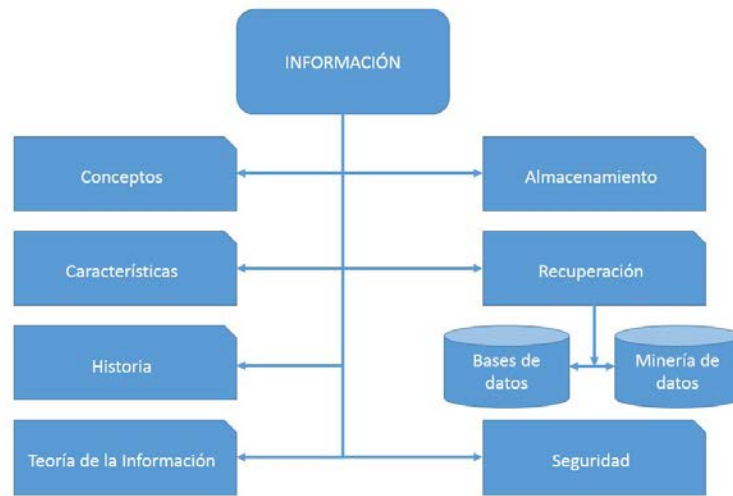 INFORMACIÓN
Conceptos
Almacenamiento
Características
Recuperación
Historia
Bases de
datos
Minería de
datos
Teoría de la Información
Seguridad